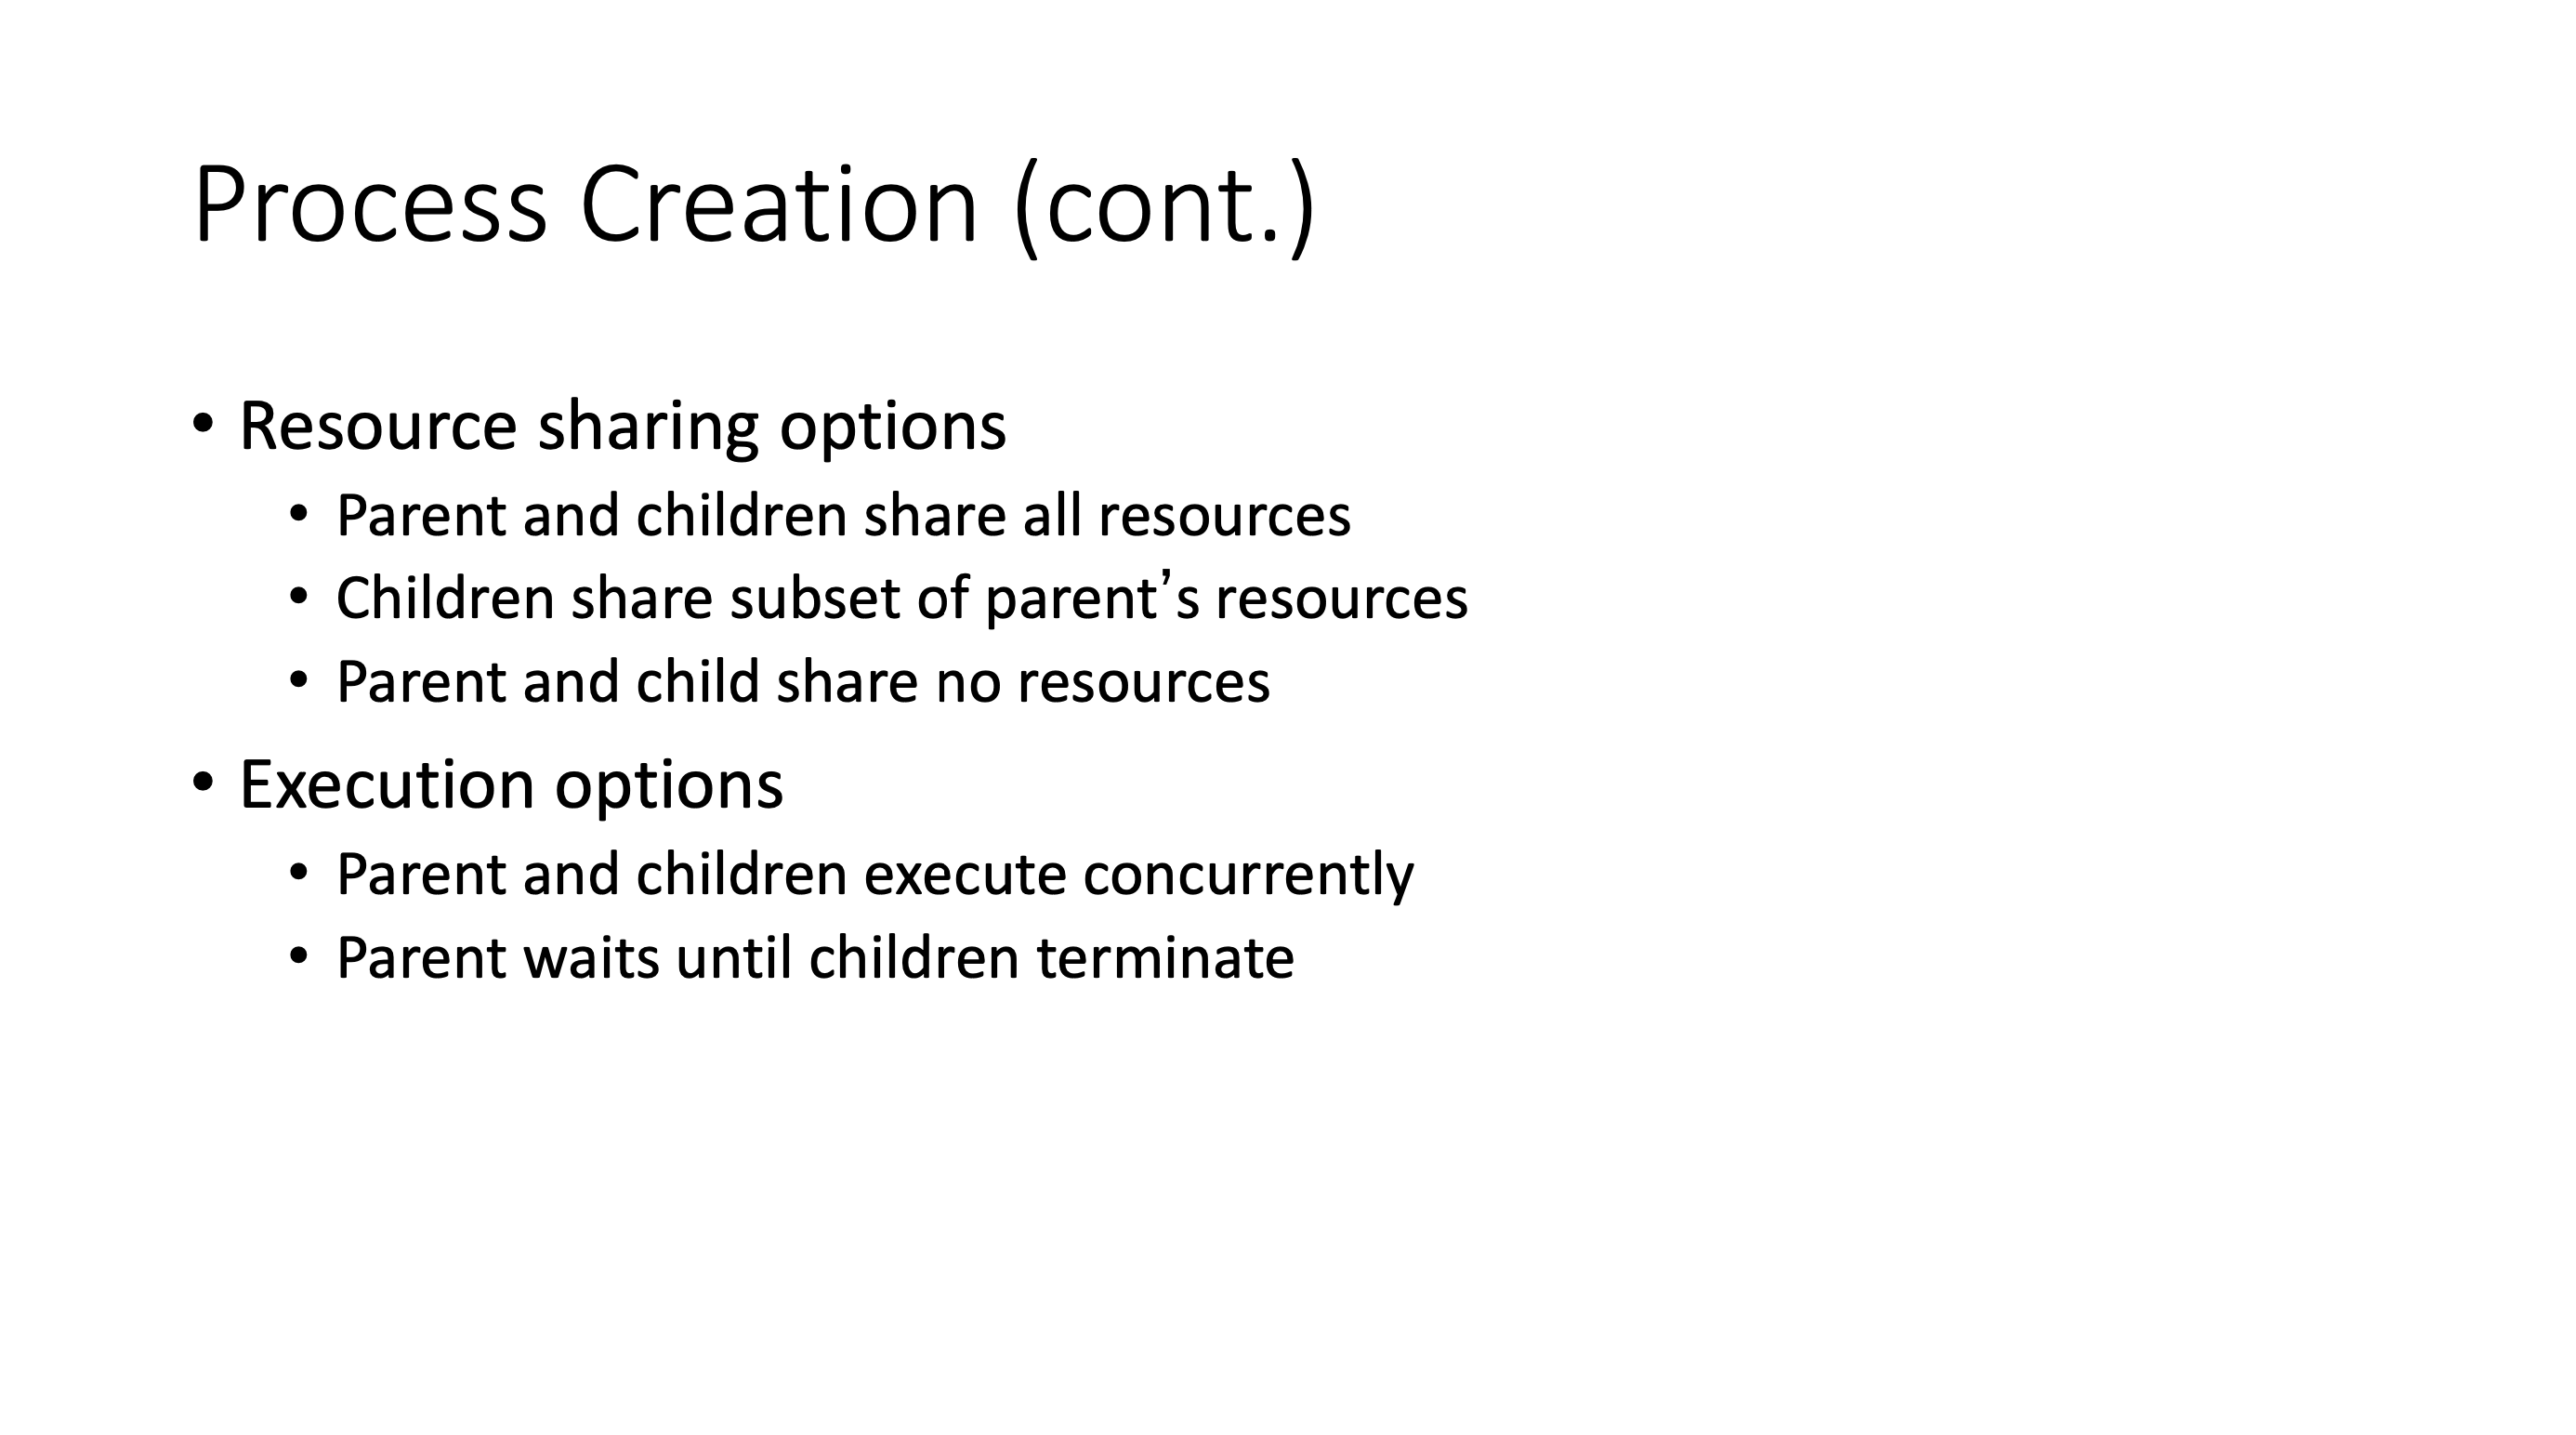 Process Creation (cont.)
• Resource sharing options
• Parent and children share all resources
• Children share subset of parent’s resources
• Parent and child share no resources
• Execution options
• Parent and children execute concurrently
• Parent waits until children terminate